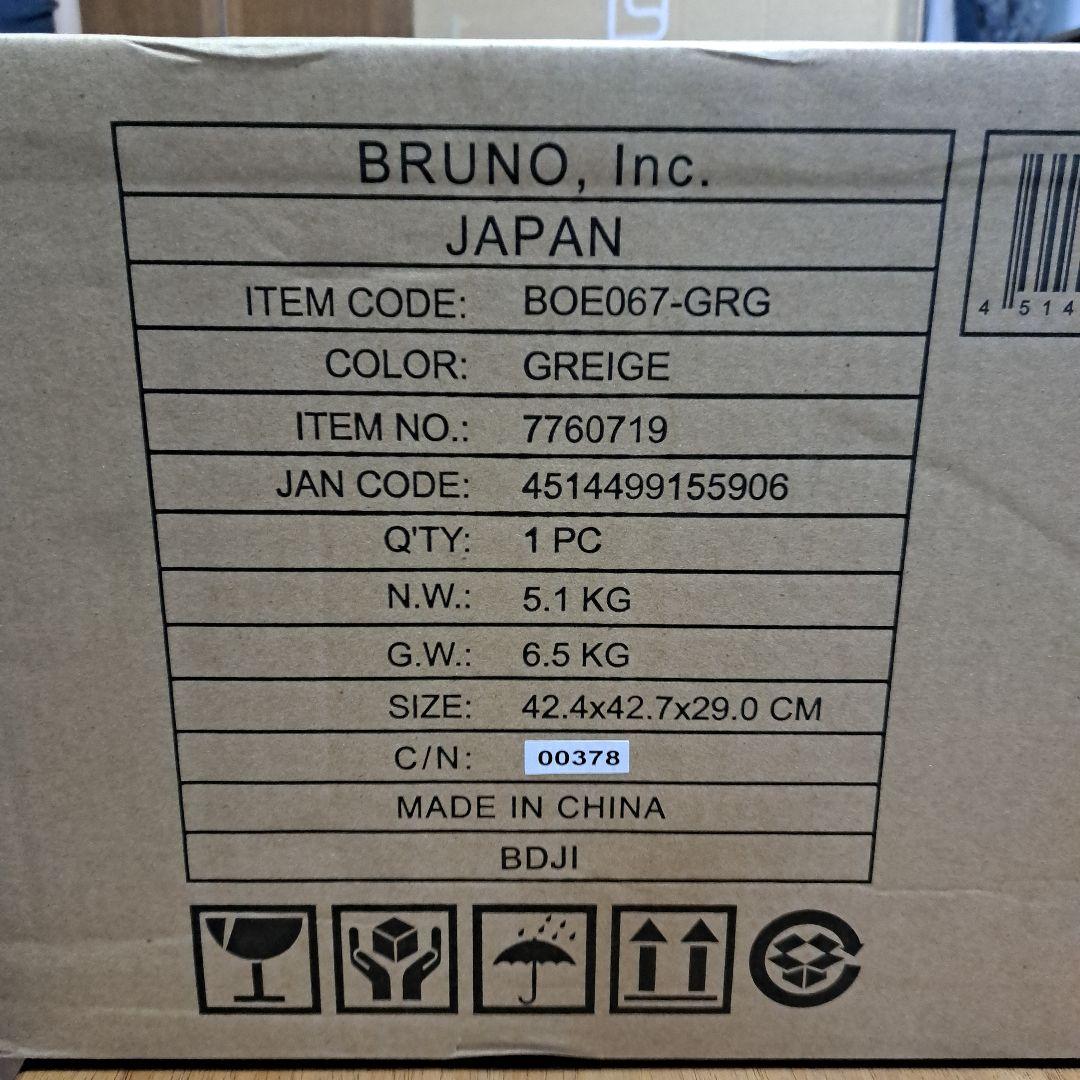 BRUNO, Inc.
JAPAN
ITEM CODE: BOE067-GRG
COLOR: GREIGE
ITEM NO.: 7760719
JAN CODE: 4514499155906
Q'TY: 1 PC
N.W.: 5.1 KG
G.W.: 6.5 KG
SIZE: 42.4x42.7x29.0 CM
C/N: 00378
MADE IN CHINA
BDJI
4 514